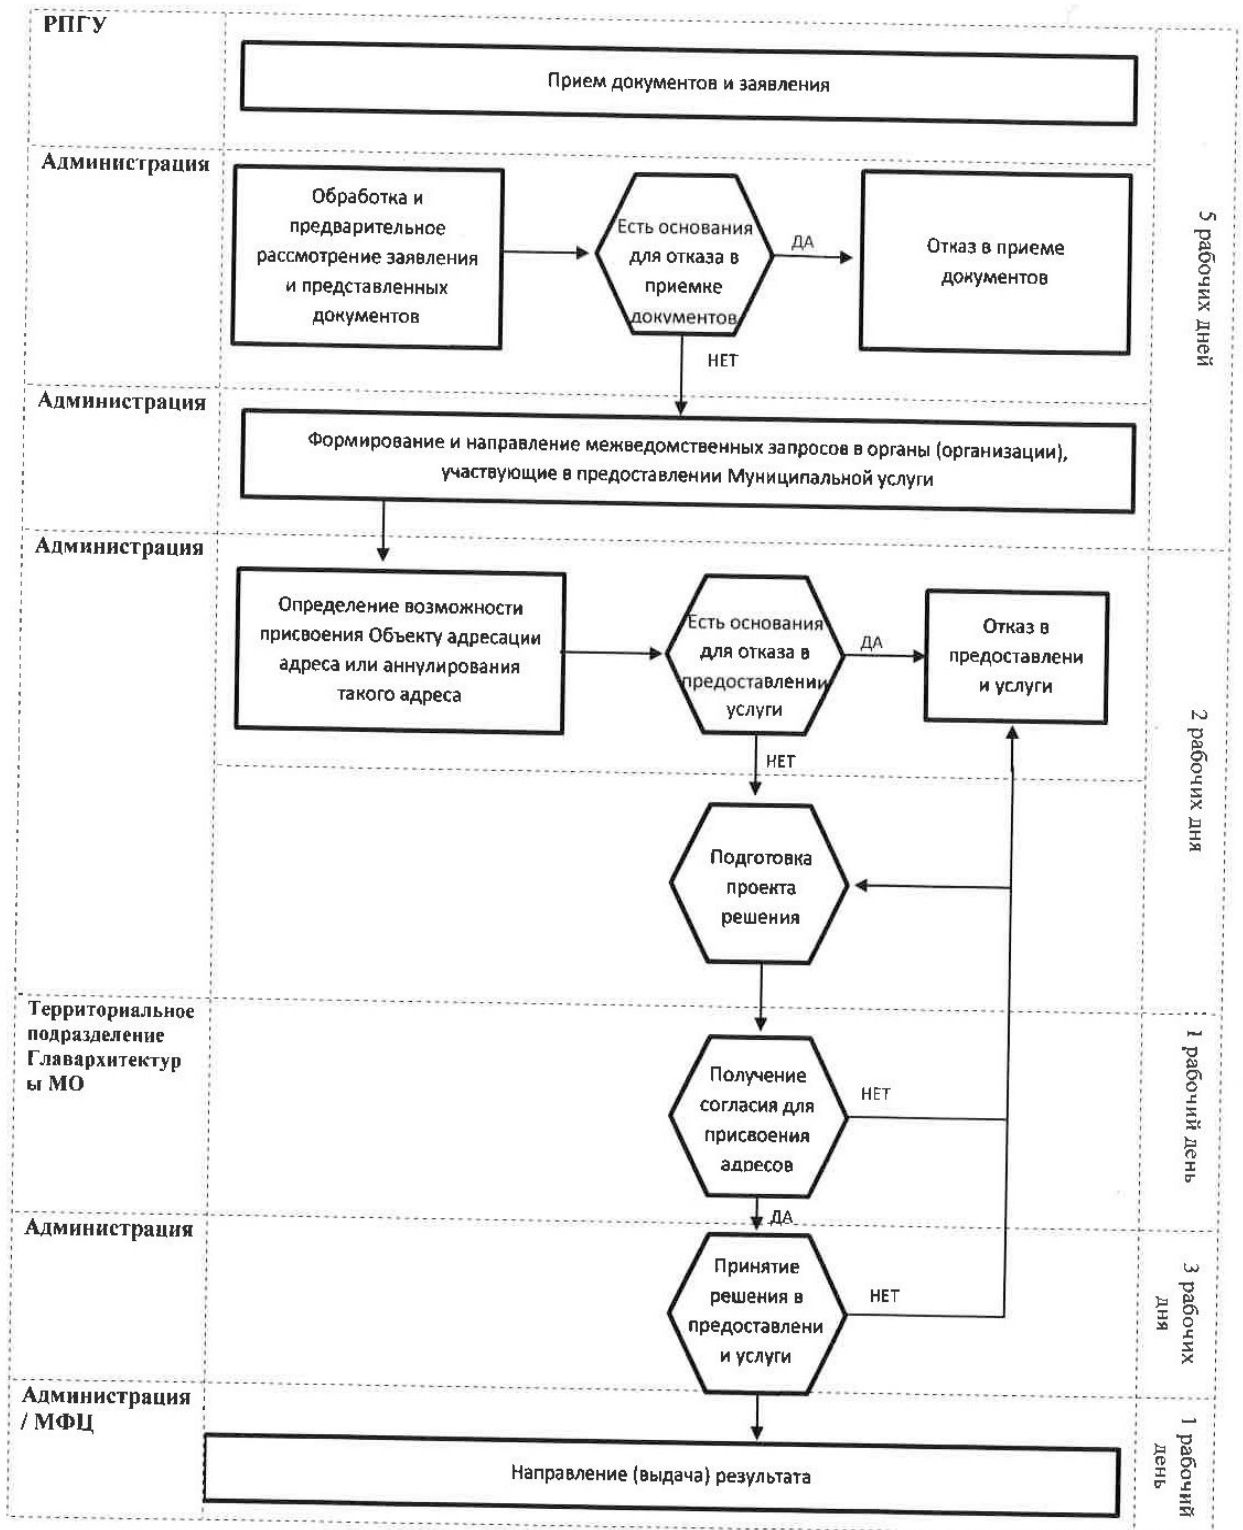 РПГУ
Прием документов и заявления
Администрация
Обработка и
предварительное
рассмотрение заявления
и представленных
документов
Есть основания
для отказа в
приемке
документов
ДА
Отказ в приеме
документов
НЕТ
5 рабочих дней
Администрация
Формирование и направление межведомственных запросов в органы (организации),
участвующие в предоставлении Муниципальной услуги
Администрация
Определение возможности
присвоения Объекту адресации
адреса или аннулирования
такого адреса
Есть основания
для отказа в
предоставлении
услуги
ДА
Отказ в
предоставлени
и услуги
НЕТ
2 рабочих дня
Подготовка
проекта
решения
Территориальное
подразделение
Главархитектур
ы МО
Получение
согласия для
присвоения
адресов
НЕТ
1 рабочий день
ДА
Администрация
Принятие
решения в
предоставлени
и услуги
НЕТ
3 рабочих
дня
Администрация
/ МФЦ
Направление (выдача) результата
1 рабочий
день